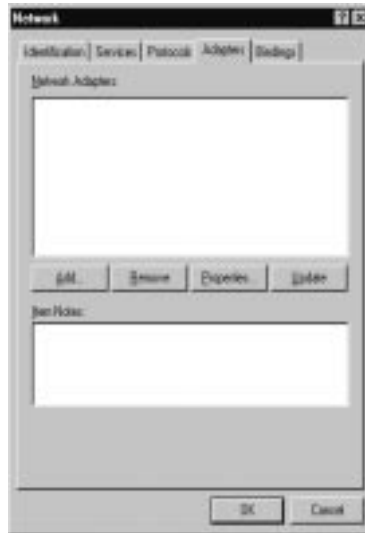 Network
Identification Services Protocols Adapters Bindings
Network Adapters:
Add... Remove Properties... Update
Item Notes:
OK Cancel